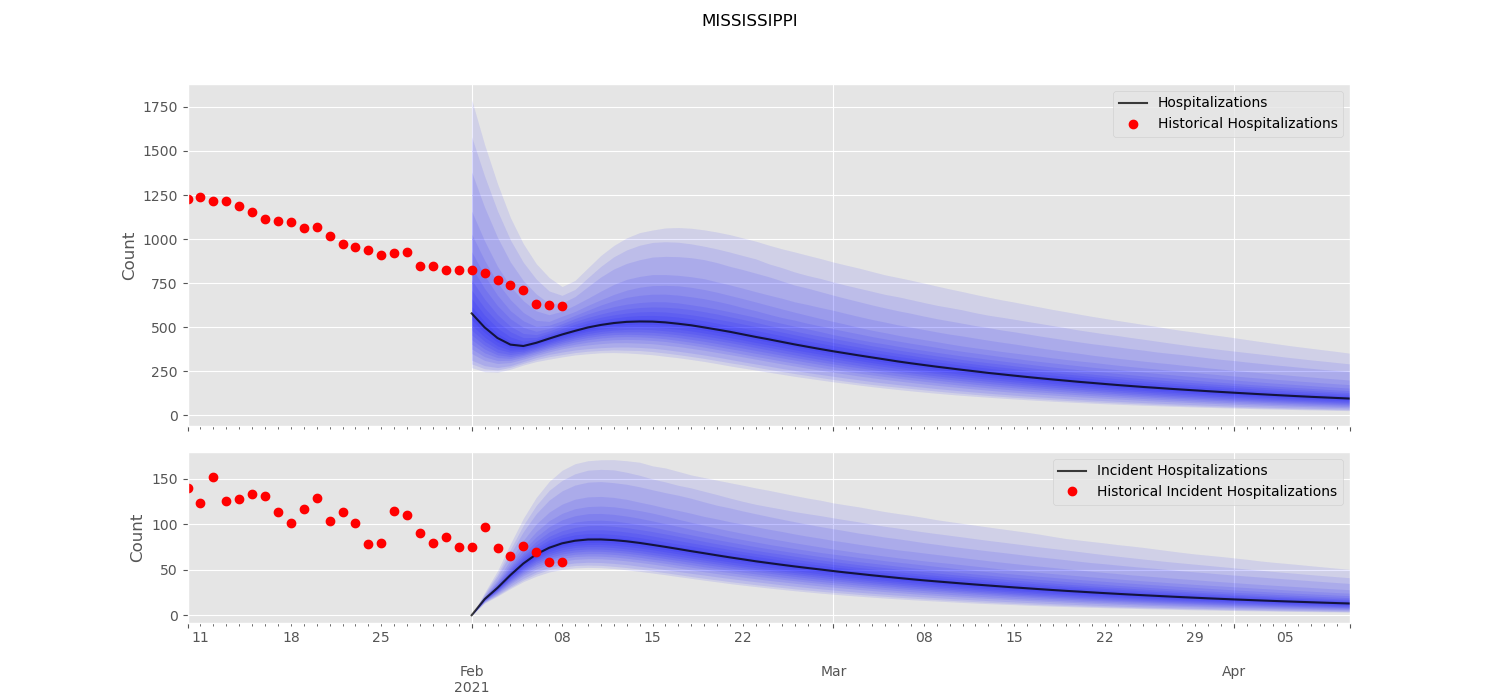 MISSISSIPPI
Count
1750
1500
1250
1000
750
500
250
0
Hospitalizations
Historical Hospitalizations
Count
150
100
50
0
Incident Hospitalizations
Historical Incident Hospitalizations
11 18 25 08 15 22 08 15 22 29 05
Feb Mar Apr
2021